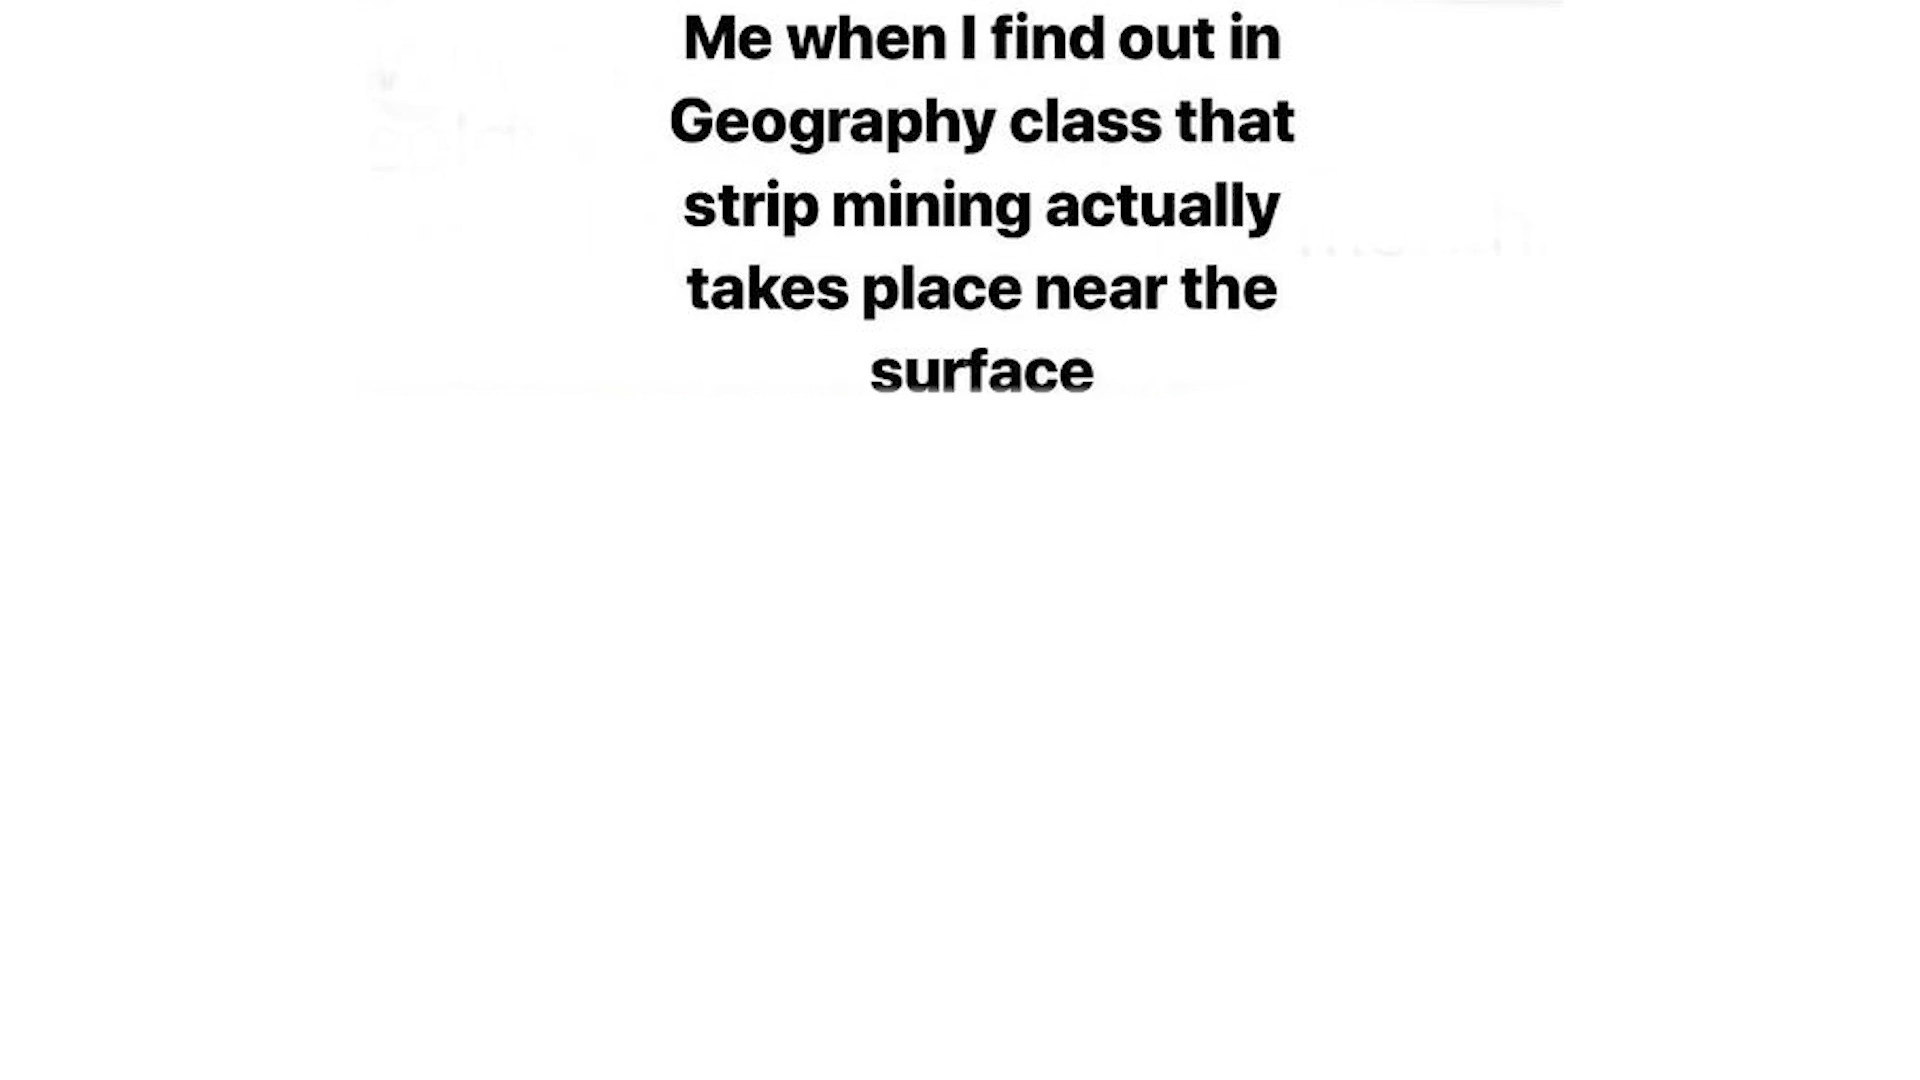 Me when I find out in
Geography class that
strip mining actually
takes place near the
surface